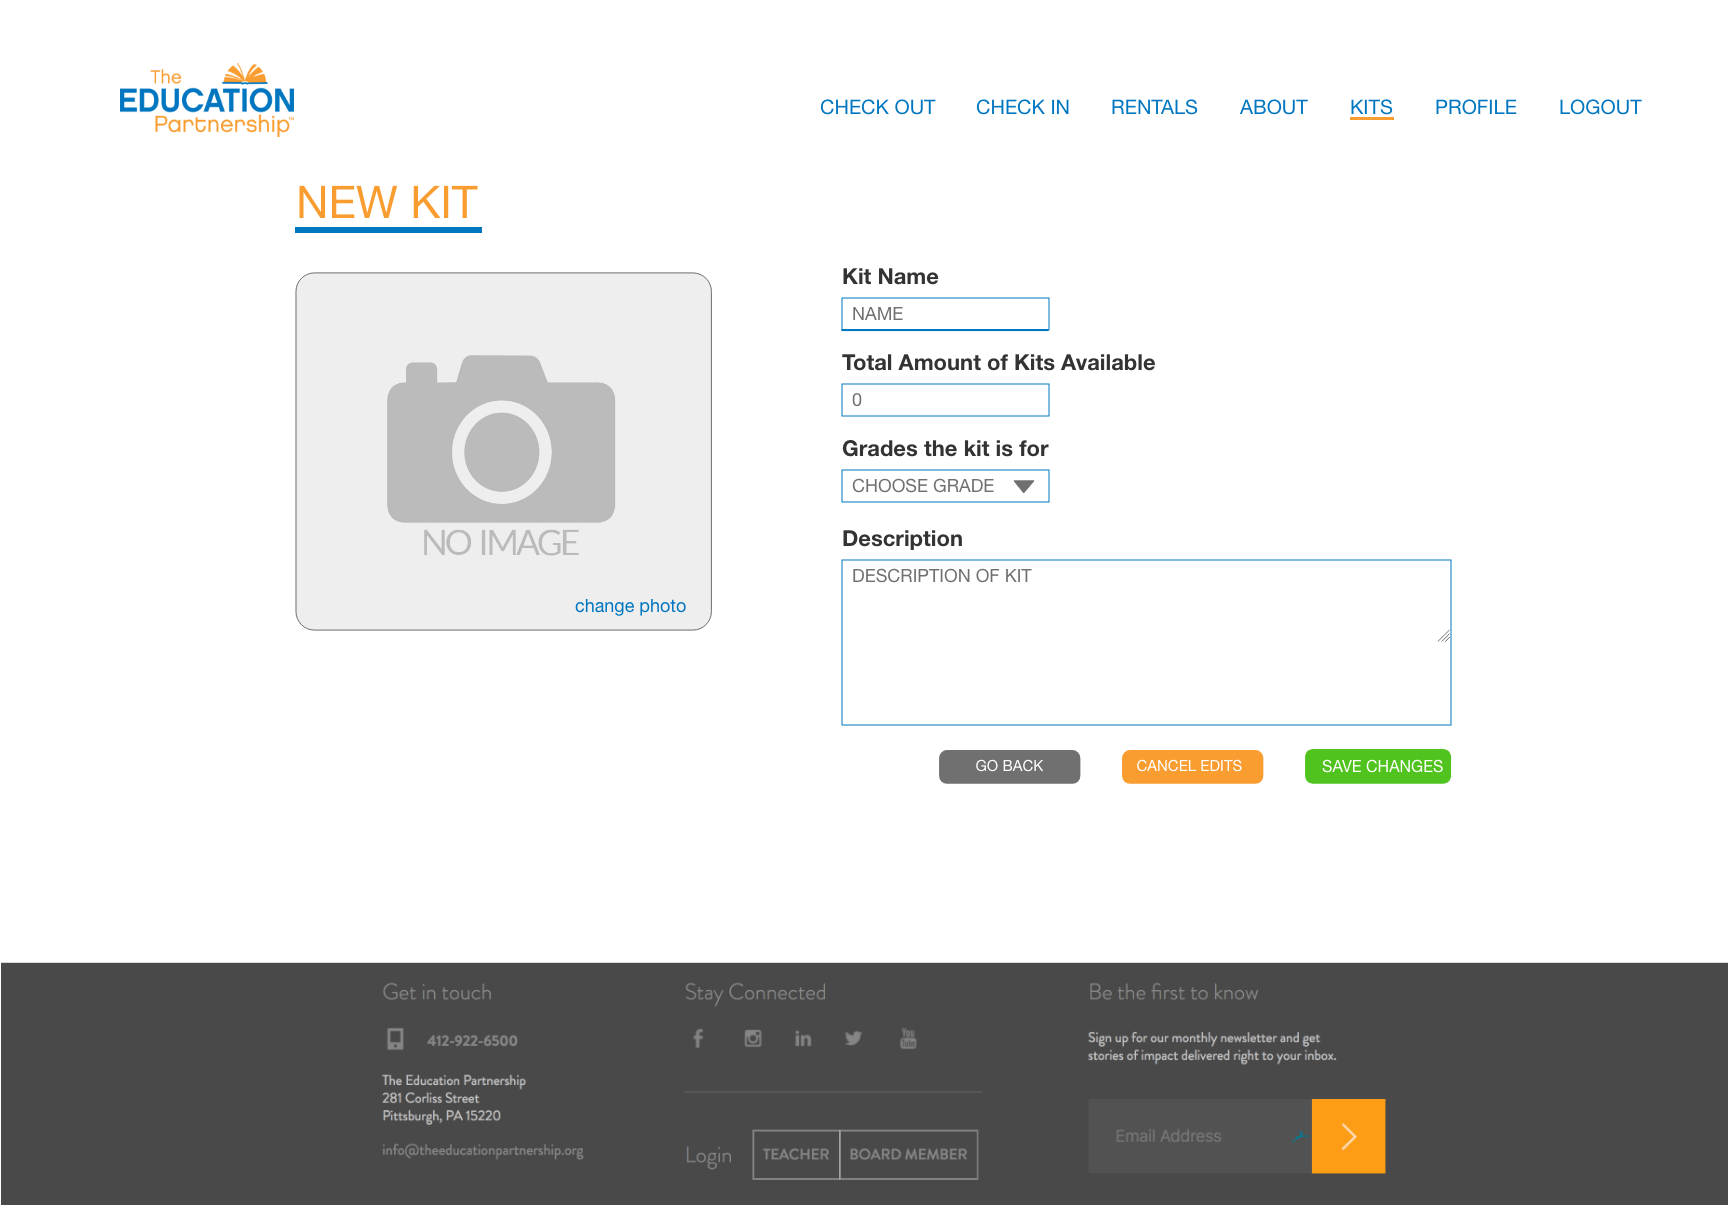 The
EDUCATION
Partnership™
CHECK OUT CHECK IN RENTALS ABOUT KITS PROFILE LOGOUT
NEW KIT
NO IMAGE
change photo
Kit Name
NAME
Total Amount of Kits Available
0
Grades the kit is for
CHOOSE GRADE
Description
DESCRIPTION OF KIT
GO BACK CANCEL EDITS SAVE CHANGES
Get in touch
412-922-6500
The Education Partnership
281 Corliss Street
Pittsburgh, PA 15220
info@theeducationpartnership.org
Stay Connected
f in You Tube
Login TEACHER BOARD MEMBER
Be the first to know
Sign up for our monthly newsletter and get
stories of impact delivered right to your inbox.
Email Address